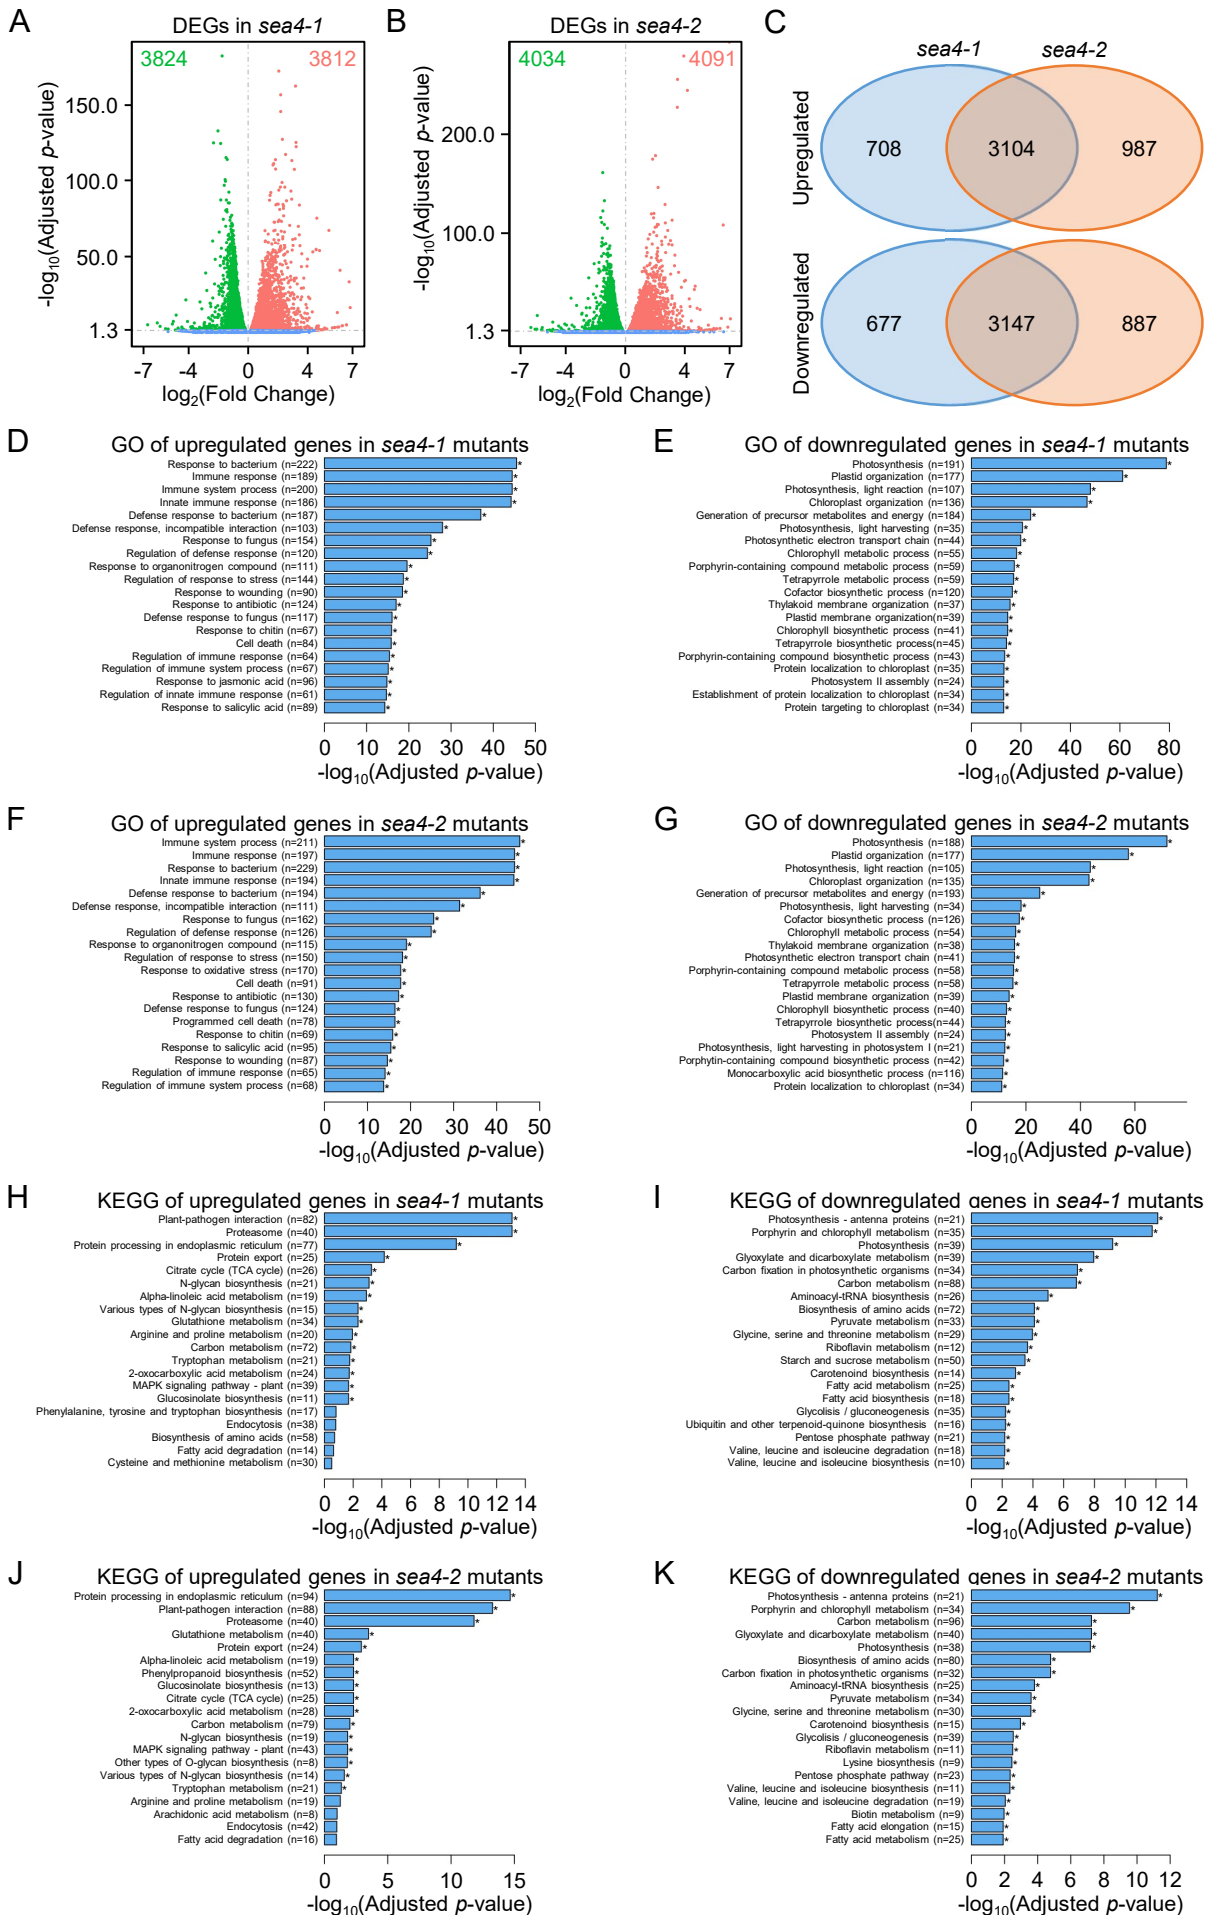 A
DEGs in sea4-1
3824
3812
-log10(Adjusted p-value)
150.0
100.0
50.0
1.3
-7 -4 0 4 7
log2(Fold Change)
B
DEGs in sea4-2
4034
4091
-log10(Adjusted p-value)
200.0
100.0
1.3
-7 -4 0 4 7
log2(Fold Change)
C
sea4-1 sea4-2
Upregulated
708 3104 987
Downregulated
677 3147 887
D
GO of upregulated genes in sea4-1 mutants
Response to bacterium (n=222)
Immune response (n=189)
Immune system process (n=200)
Innate immune response (n=186)
Defense response to bacterium (n=187)
Defense response, incompatible interaction (n=103)
Response to fungus (n=154)
Regulation of defense response (n=120)
Response to organonitrogen compound (n=111)
Regulation of response to stress (n=144)
Response to wounding (n=90)
Response to antibiotic (n=124)
Defense response to fungus (n=117)
Response to chitin (n=67)
Cell death (n=84)
Regulation of immune response (n=64)
Regulation of immune system process (n=67)
Response to jasmonic acid (n=96)
Regulation of innate immune response (n=61)
Response to salicylic acid (n=89)
0 10 20 30 40 50
-log10(Adjusted p-value)
E
GO of downregulated genes in sea4-1 mutants
Photosynthesis (n=191)
Plastid organization (n=177)
Photosynthesis, light reaction (n=107)
Chloroplast organization (n=136)
Generation of precursor metabolites and energy (n=184)
Photosynthesis, light harvesting (n=35)
Photosynthetic electron transport chain (n=44)
Chlorophyll metabolic process (n=55)
Porphyrin-containing compound metabolic process (n=59)
Tetrapyrrole metabolic process (n=59)
Cofactor biosynthetic process (n=120)
Thylakoid membrane organization (n=37)
Plastid membrane organization(n=39)
Chlorophyll biosynthetic process (n=41)
Tetrapyrrole biosynthetic process(n=45)
Porphyrin-containing compound biosynthetic process (n=43)
Protein localization to chloroplast (n=35)
Photosystem II assembly (n=24)
Establishment of protein localization to chloroplast (n=34)
Protein targeting to chloroplast (n=34)
0 20 40 60 80
-log10(Adjusted p-value)
F
GO of upregulated genes in sea4-2 mutants
Immune system process (n=211)
Immune response (n=197)
Response to bacterium (n=229)
Innate immune response (n=194)
Defense response to bacterium (n=194)
Defense response, incompatible interaction (n=111)
Response to fungus (n=162)
Regulation of defense response (n=126)
Response to organonitrogen compound (n=115)
Regulation of response to stress (n=150)
Response to oxidative stress (n=170)
Cell death (n=91)
Response to antibiotic (n=130)
Defense response to fungus (n=124)
Programmed cell death (n=78)
Response to chitin (n=69)
Response to salicylic acid (n=95)
Response to wounding (n=87)
Regulation of immune response (n=65)
Regulation of immune system process (n=68)
0 10 20 30 40 50
-log10(Adjusted p-value)
G
GO of downregulated genes in sea4-2 mutants
Photosynthesis (n=188)
Plastid organization (n=177)
Photosynthesis, light reaction (n=105)
Chloroplast organization (n=135)
Generation of precursor metabolites and energy (n=193)
Photosynthesis, light harvesting (n=34)
Cofactor biosynthetic process (n=126)
Chlorophyll metabolic process (n=54)
Thylakoid membrane organization (n=38)
Photosynthetic electron transport chain (n=41)
Porphyrin-containing compound metabolic process (n=58)
Tetrapyrrole metabolic process (n=58)
Plastid membrane organization (n=39)
Chlorophyll biosynthetic process (n=40)
Tetrapyrrole biosynthetic process(n=44)
Photosystem II assembly (n=24)
Photosynthesis, light harvesting in photosystem I (n=21)
Porphytin-containing compound biosynthetic process (n=42)
Monocarboxylic acid biosynthetic process (n=116)
Protein localization to chloroplast (n=34)
0 20 40 60
-log10(Adjusted p-value)
H
KEGG of upregulated genes in sea4-1 mutants
Plant-pathogen interaction (n=82)
Proteasome (n=40)
Protein processing in endoplasmic reticulum (n=77)
Protein export (n=25)
Citrate cycle (TCA cycle) (n=26)
N-glycan biosynthesis (n=21)
Alpha-linoleic acid metabolism (n=19)
Various types of N-glycan biosynthesis (n=15)
Glutathione metabolism (n=34)
Arginine and proline metabolism (n=20)
Carbon metabolism (n=72)
Tryptophan metabolism (n=21)
2-oxocarboxylic acid metabolism (n=24)
MAPK signaling pathway - plant (n=39)
Glucosinolate biosynthesis (n=11)
Phenylalanine, tyrosine and tryptophan biosynthesis (n=17)
Endocytosis (n=38)
Biosynthesis of amino acids (n=58)
Fatty acid degradation (n=14)
Cysteine and methionine metabolism (n=30)
0 2 4 6 8 10 12 14
-log10(Adjusted p-value)
I
KEGG of downregulated genes in sea4-1 mutants
Photosynthesis - antenna proteins (n=21)
Porphyrin and chlorophyll metabolism (n=35)
Photosynthesis (n=39)
Glyoxylate and dicarboxylate metabolism (n=39)
Carbon fixation in photosynthetic organisms (n=34)
Carbon metabolism (n=88)
Aminoacyl-tRNA biosynthesis (n=26)
Biosynthesis of amino acids (n=72)
Pyruvate metabolism (n=33)
Glycine, serine and threonine metabolism (n=29)
Riboflavin metabolism (n=12)
Starch and sucrose metabolism (n=50)
Carotenoind biosynthesis (n=14)
Fatty acid metabolism (n=25)
Fatty acid biosynthesis (n=18)
Glycolisis / gluconeogenesis (n=35)
Ubiquitin and other terpenoid-quinone biosynthesis (n=16)
Pentose phosphate pathway (n=21)
Valine, leucine and isoleucine degradation (n=18)
Valine, leucine and isoleucine biosynthesis (n=10)
0 2 4 6 8 10 12 14
-log10(Adjusted p-value)
J
KEGG of upregulated genes in sea4-2 mutants
Protein processing in endoplasmic reticulum (n=94)
Plant-pathogen interaction (n=88)
Proteasome (n=40)
Glutathione metabolism (n=40)
Protein export (n=24)
Alpha-linoleic acid metabolism (n=19)
Phenylpropanoid biosynthesis (n=52)
Glucosinolate biosynthesis (n=13)
Citrate cycle (TCA cycle) (n=25)
2-oxocarboxylic acid metabolism (n=28)
Carbon metabolism (n=79)
N-glycan biosynthesis (n=19)
MAPK signaling pathway - plant (n=43)
Other types of O-glycan biosynthesis (n=8)
Various types of N-glycan biosynthesis (n=14)
Tryptophan metabolism (n=21)
Arginine and proline metabolism (n=19)
Arachidonic acid metabolism (n=8)
Endocytosis (n=42)
Fatty acid degradation (n=16)
0 5 10 15
-log10(Adjusted p-value)
K
KEGG of downregulated genes in sea4-2 mutants
Photosynthesis - antenna proteins (n=21)
Porphyrin and chlorophyll metabolism (n=34)
Carbon metabolism (n=96)
Glyoxylate and dicarboxylate metabolism (n=40)
Photosynthesis (n=38)
Biosynthesis of amino acids (n=80)
Carbon fixation in photosynthetic organisms (n=32)
Aminoacyl-tRNA biosynthesis (n=25)
Pyruvate metabolism (n=34)
Glycine, serine and threonine metabolism (n=30)
Carotenoind biosynthesis (n=15)
Glycolisis / gluconeogenesis (n=39)
Riboflavin metabolism (n=11)
Lysine biosynthesis (n=9)
Pentose phosphate pathway (n=23)
Valine, leucine and isoleucine biosynthesis (n=11)
Valine, leucine and isoleucine degradation (n=19)
Biotin metabolism (n=9)
Fatty acid elongation (n=15)
Fatty acid metabolism (n=25)
0 2 4 6 8 10 12
-log10(Adjusted p-value)